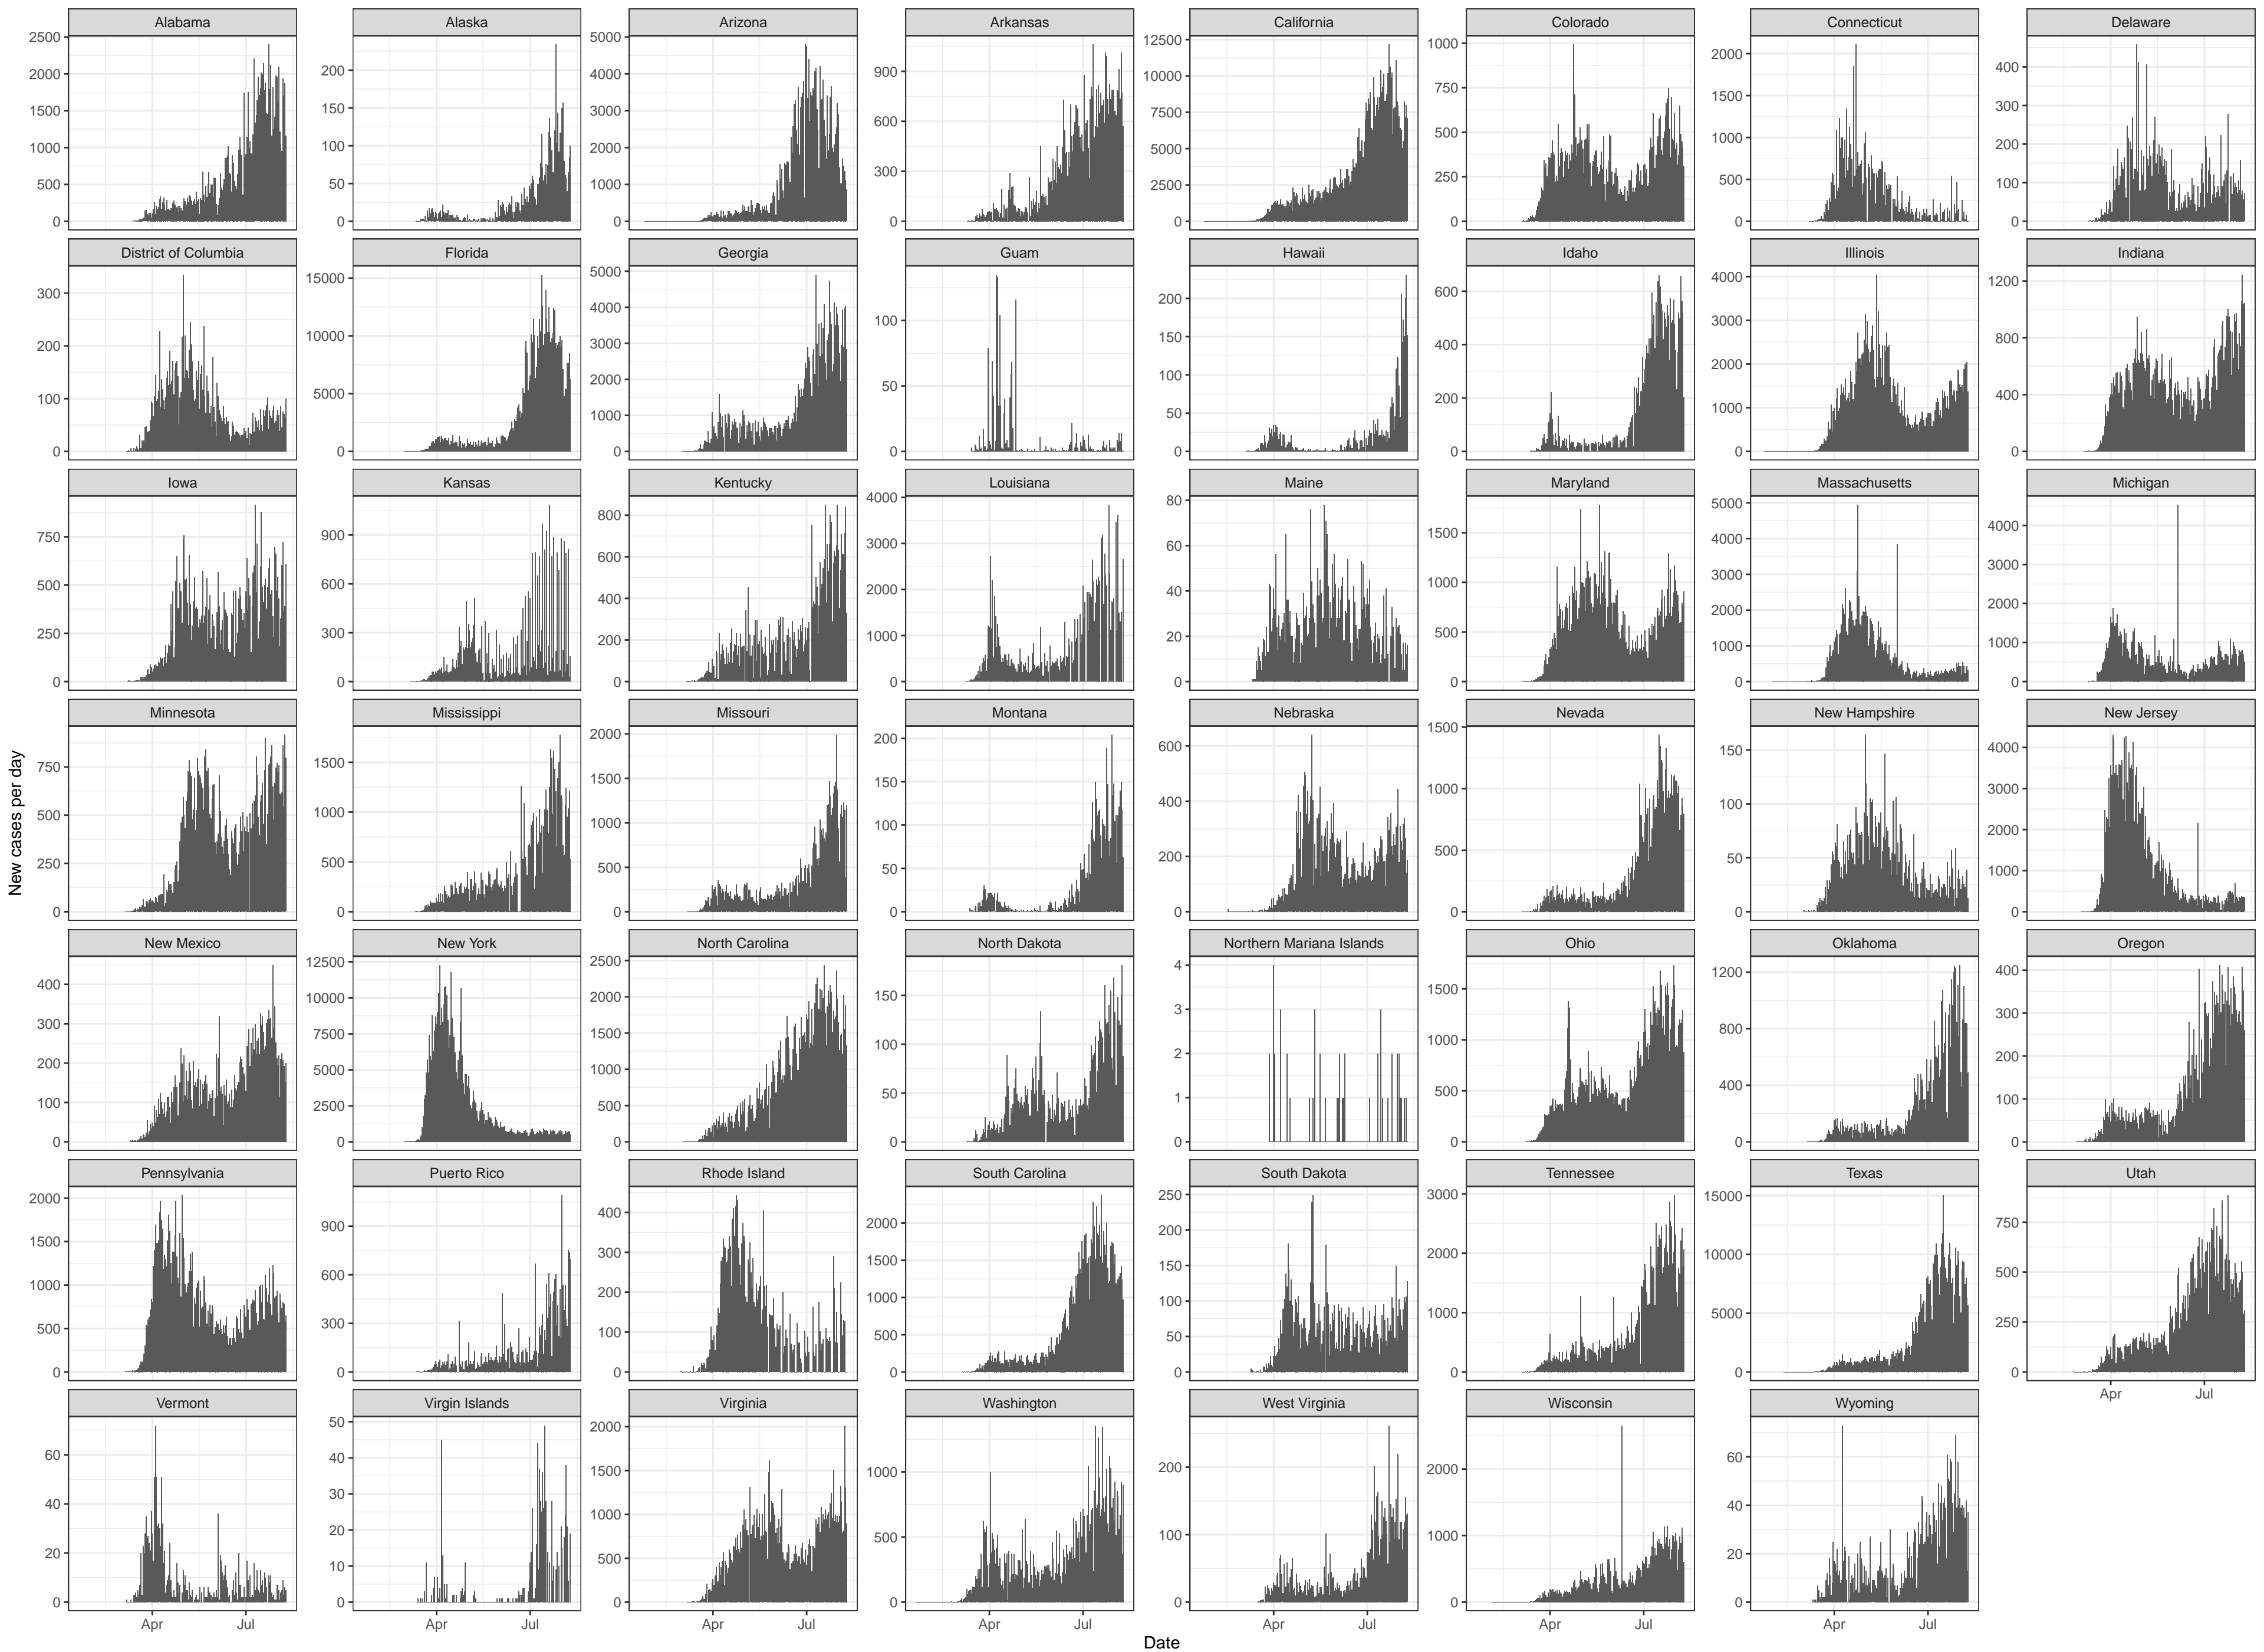 Alabama Alaska Arizona Arkansas California Colorado Connecticut Delaware
2500 2000 1500 1000 500 0
200 150 100 50 0
5000 4000 3000 2000 1000 0
900 600 300 0
12500 10000 7500 5000 2500 0
1000 750 500 250 0
2000 1500 1000 500 0
400 300 200 100 0
District of Columbia Florida Georgia Guam Hawaii Idaho Illinois Indiana
300 200 100 0
15000 10000 5000 0
5000 4000 3000 2000 1000 0
100 50 0
200 150 100 50 0
600 400 200 0
4000 3000 2000 1000 0
1200 800 400 0
Iowa Kansas Kentucky Louisiana Maine Maryland Massachusetts Michigan
750 500 250 0
900 600 300 0
800 600 400 200 0
4000 3000 2000 1000 0
80 60 40 20 0
1500 1000 500 0
5000 4000 3000 2000 1000 0
4000 3000 2000 1000 0
Minnesota Mississippi Missouri Montana Nebraska Nevada New Hampshire New Jersey
750 500 250 0
1500 1000 500 0
2000 1500 1000 500 0
200 150 100 50 0
600 400 200 0
1500 1000 500 0
150 100 50 0
4000 3000 2000 1000 0
New cases per day
New Mexico New York North Carolina North Dakota Northern Mariana Islands Ohio Oklahoma Oregon
400 300 200 100 0
12500 10000 7500 5000 2500 0
2500 2000 1500 1000 500 0
150 100 50 0
4 3 2 1 0
1500 1000 500 0
1200 800 400 0
400 300 200 100 0
Pennsylvania Puerto Rico Rhode Island South Carolina South Dakota Tennessee Texas Utah
2000 1500 1000 500 0
900 600 300 0
400 300 200 100 0
2000 1500 1000 500 0
250 200 150 100 50 0
3000 2000 1000 0
15000 10000 5000 0
750 500 250 0
Apr Jul
Vermont Virgin Islands Virginia Washington West Virginia Wisconsin Wyoming
60 40 20 0
50 40 30 20 10 0
2000 1500 1000 500 0
1000 500 0
200 100 0
2000 1000 0
60 40 20 0
Apr Jul Apr Jul Apr Jul Apr Jul Apr Jul Apr Jul Apr Jul
Date